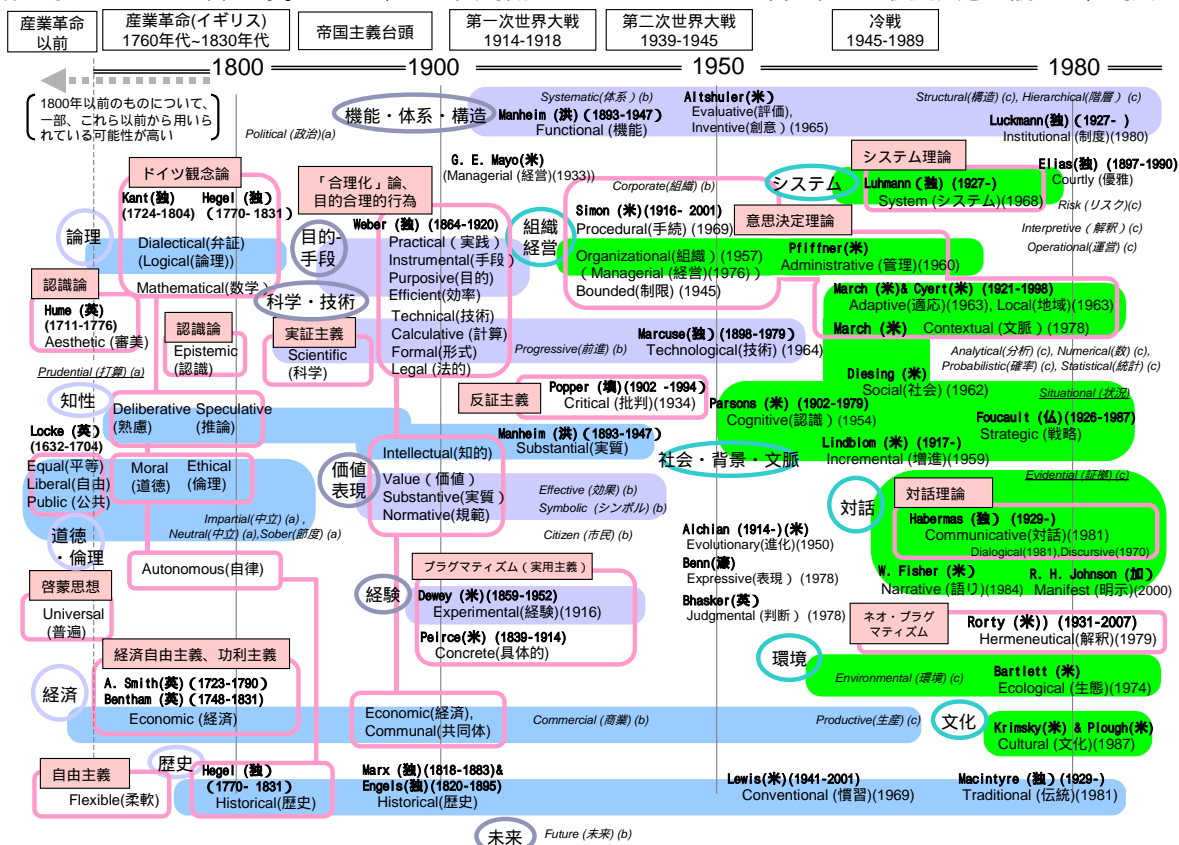 産業革命
以前
産業革命(イギリス)
1760年代~1830年代
帝国主義台頭
第一次世界大戦
1914-1918
第二次世界大戦
1939-1945
冷戦
1945-1989
1800
1900
1950
1980
1800年以前のものについて、
一部、これら以前から用いら
れている可能性が高い
Political (政治)(a)
機能・体系・構造
Systematic(体系) (b)
Manheim (洪) (1893-1947)
Functional (機能)
Altshuler(米)
Evaluative(評価),
Inventive(創意) (1965)
Structural(構造) (c), Hierarchical(階層) (c)
Luckmann(独) (1927- )
Institutional (制度)(1980)
ドイツ観念論
Kant(独)
(1724-1804)
Hegel (独)
(1770- 1831)
論理
Dialectical(弁証)
(Logical(論理))
Mathematical(数学)
「合理化」論、
目的合理的行為
目的-
手段
Weber (独) (1864-1920)
Practical (実践)
Instrumental(手段)
Purposive(目的)
Efficient(効率)
Technical(技術)
Calculative (計算)
Formal(形式)
Legal (法的)
G. E. Mayo(米)
(Managerial (経営)(1933))
組織
経営
Corporate(組織) (b)
Simon (米)(1916- 2001)
Procedural(手続) (1969)
Organizational(組織) (1957)
( Managerial (経営)(1976) )
Bounded(制限) (1945)
意思決定理論
Pfiffner(米)
Administrative (管理)(1960)
システム
システム理論
Luhmann (独) (1927-)
System (システム)(1968)
Elias(独) (1897-1990)
Courtly (優雅)
Risk (リスク)(c)
Interpretive (解釈) (c)
Operational(運営) (c)
認識論
Hume (英)
(1711-1776)
Aesthetic (審美)
Prudential (打算) (a)
認識論
Epistemic
(認識)
科学・技術
実証主義
Scientific
(科学)
Progressive(前進) (b)
Marcuse(独) (1898-1979)
Technological(技術) (1964)
March (米)& Cyert(米) (1921-1998)
Adaptive(適応)(1963), Local(地域)(1963)
March (米)
Contextual (文脈) (1978)
Analytical(分析) (c), Numerical(数) (c),
Probabilistic(確率) (c), Statistical(統計) (c)
知性
Deliberative
(熟慮)
Speculative
(推論)
反証主義
Popper (墺)(1902 -1994)
Critical (批判)(1934)
Manheim (洪) (1893-1947)
Substantial(実質)
Diesing (米)
Social(社会) (1962)
Parsons (米) (1902-1979)
Cognitive(認識) (1954)
Situational (状況)
Foucault (仏)(1926-1987)
Strategic (戦略)
Lindblom (米) (1917-)
Incremental (増進)(1959)
社会・背景・文脈
Locke (英)
(1632-1704)
Equal(平等)
Liberal(自由)
Public (公共)
Moral
(道徳)
Ethical
(倫理)
道徳
・倫理
Impartial(中立) (a) ,
Neutral(中立) (a),Sober(節度) (a)
価値
表現
Intellectual(知的)
Value (価値)
Substantive(実質)
Normative(規範)
Effective (効果) (b)
Symbolic (シンボル) (b)
Citizen (市民) (b)
Evidential (証拠) (c)
対話
対話理論
Habermas (独) (1929-)
Communicative(対話)(1981)
Dialogical(1981),Discursive(1970)
W. Fisher (米)
Narrative (語り)(1984)
R. H. Johnson (加)
Manifest (明示)(2000)
Alchian (1914-)(米)
Evolutionary(進化)(1950)
Benn(濠)
Expressive(表現) (1978)
Bhasker(英)
Judgmental (判断) (1978)
啓蒙思想
Universal
(普遍)
Autonomous(自律)
経験
プラグマティズム(実用主義)
Dewey (米)(1859-1952)
Experimental(経験)(1916)
Peirce(米) (1839-1914)
Concrete(具体的)
ネオ・プラグ
マティズム
Rorty (米)) (1931-2007)
Hermeneutical(解釈)(1979)
環境
Environmental (環境) (c)
Bartlett (米)
Ecological (生態)(1974)
経済自由主義、功利主義
A. Smith(英)(1723-1790)
Bentham (英)(1748-1831)
経済
Economic (経済)
Economic(経済),
Communal(共同体)
Commercial (商業) (b)
Productive(生産) (c)
文化
Krimsky(米) & Plough(米)
Cultural (文化)(1987)
自由主義
Flexible(柔軟)
歴史
Hegel (独)
(1770- 1831)
Historical(歴史)
Marx (独)(1818-1883)&
Engels(独)(1820-1895)
Historical(歴史)
Lewis(米)(1941-2001)
Conventional (慣習)(1969)
Macintyre (独) (1929-)
Traditional (伝統)(1981)
未来
Future (未来) (b)